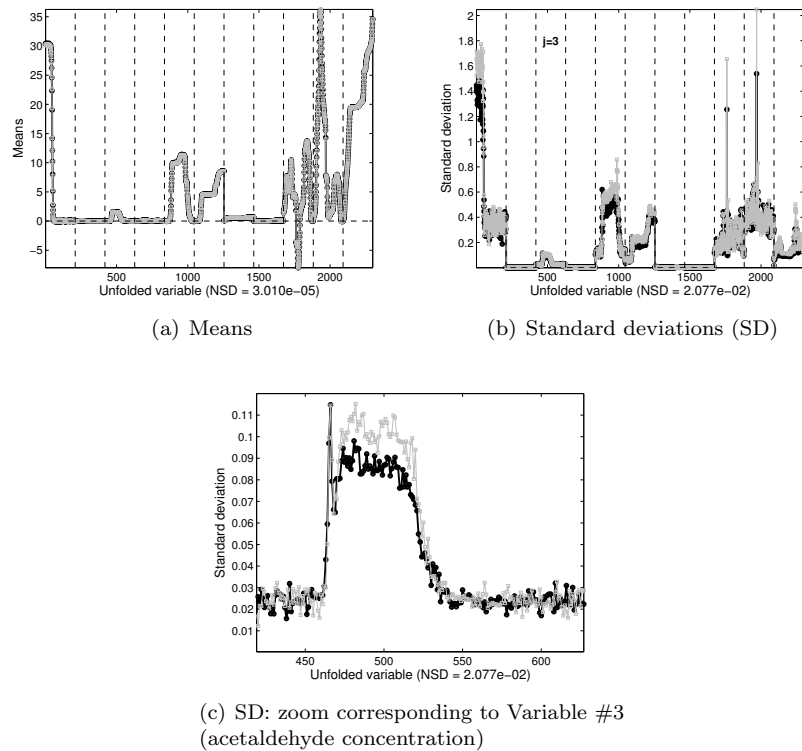 35
30
25
20
15
10
5
0
−5
Means
500 1000 1500 2000
Unfolded variable (NSD = 3.010e−05)
(a) Means
2
1.8
1.6
1.4
1.2
1
0.8
0.6
0.4
0.2
Standard deviation
j=3
500 1000 1500 2000
Unfolded variable (NSD = 2.077e−02)
(b) Standard deviations (SD)
0.11
0.1
0.09
0.08
0.07
0.06
0.05
0.04
0.03
0.02
0.01
Standard deviation
450 500 550 600
Unfolded variable (NSD = 2.077e−02)
(c) SD: zoom corresponding to Variable #3
(acetaldehyde concentration)